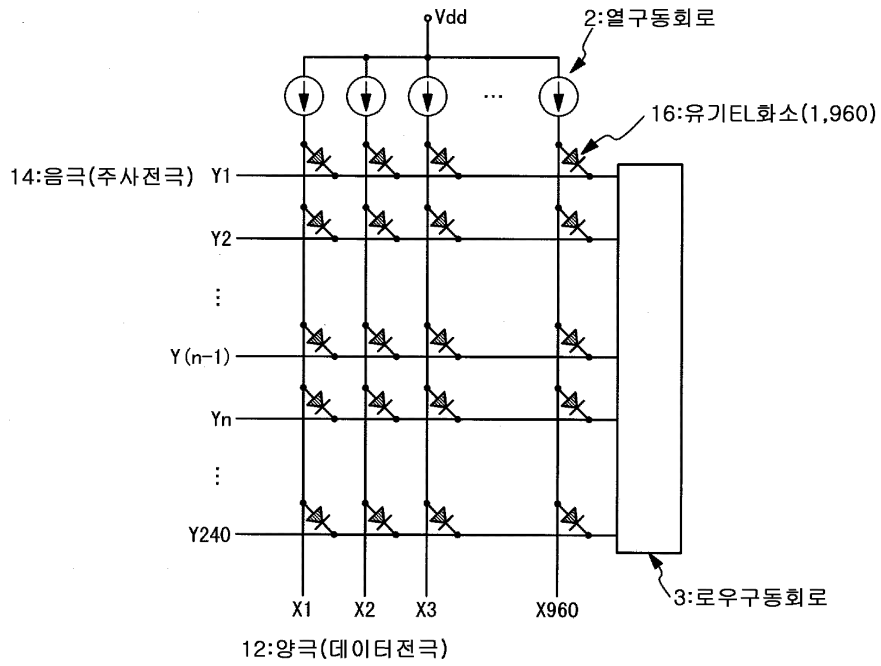 Vdd
2:열구동회로
...
16:유기EL화소(1,960)
14:음극(주사전극) Y1
Y2
⋮
Y(n-1)
Yn
⋮
Y240
X1 X2 X3 X960
3:로우구동회로
12:양극(데이터전극)